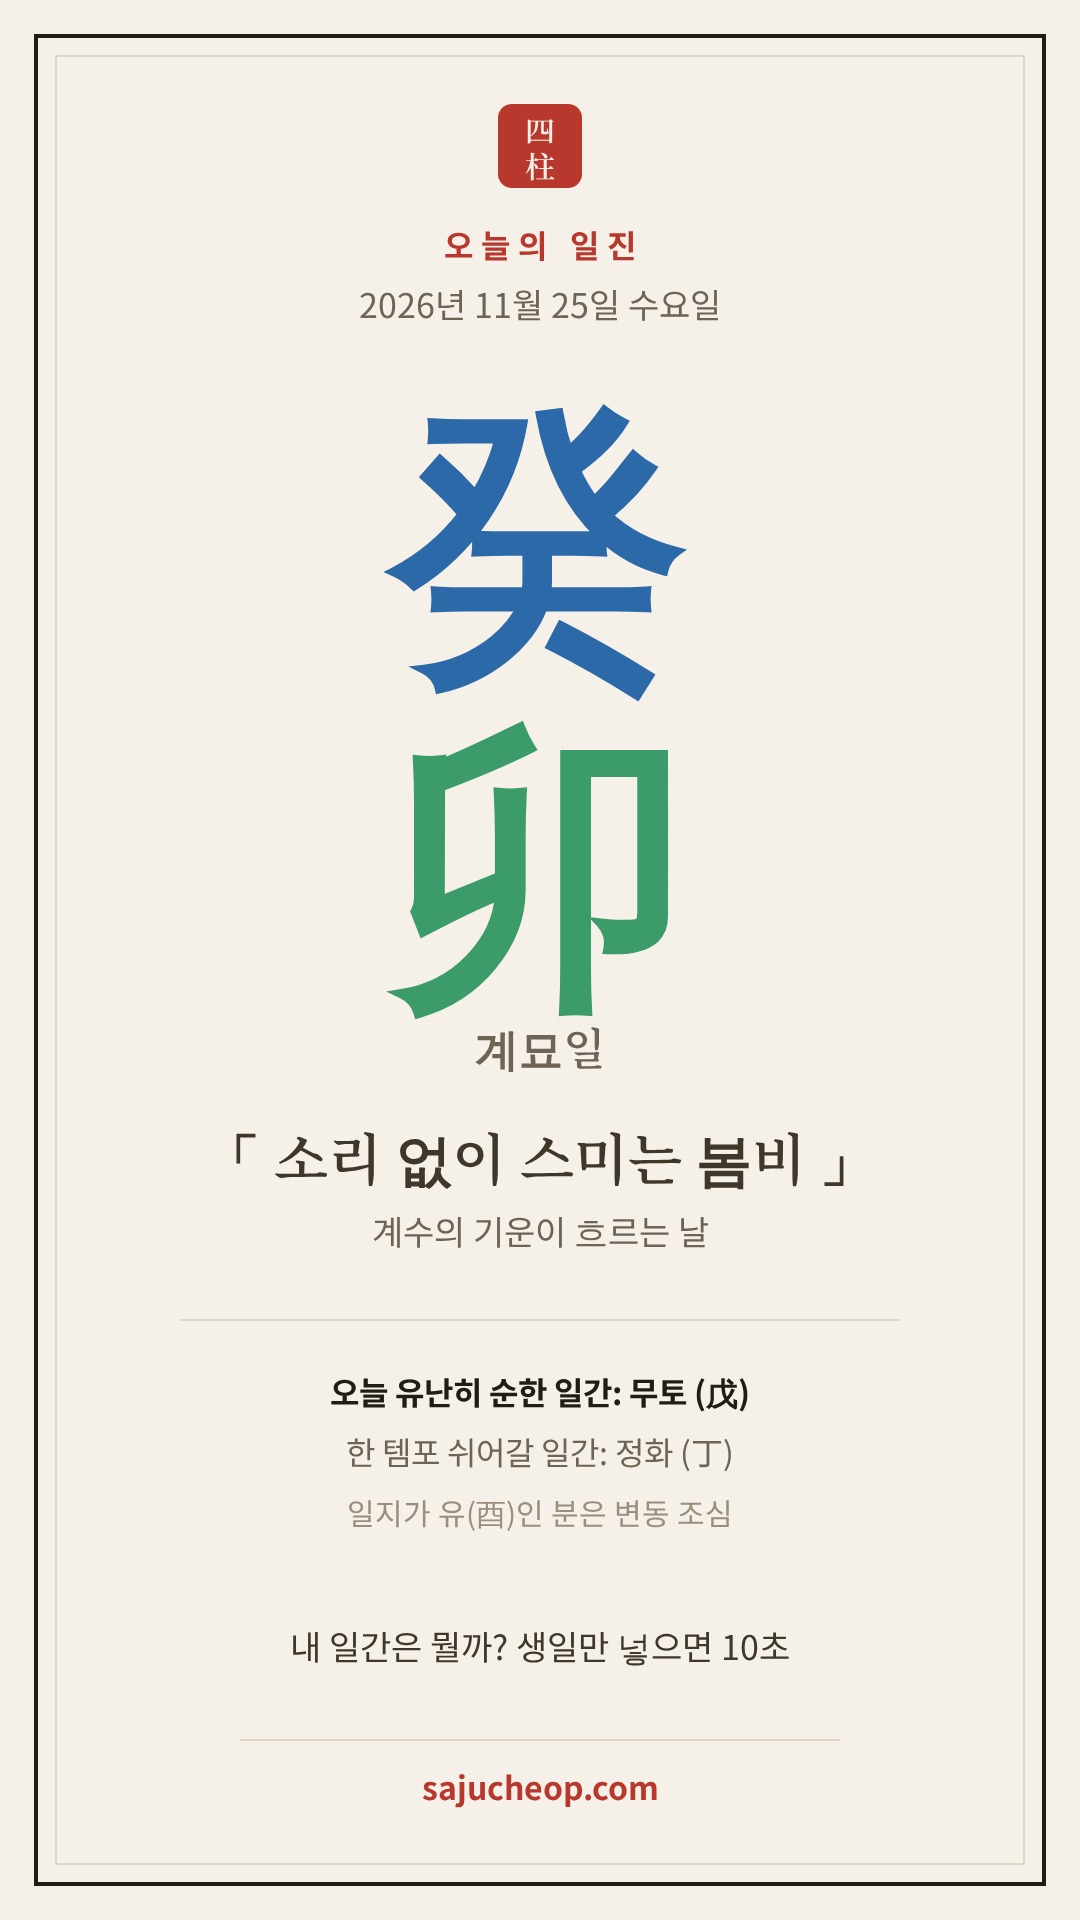 四
柱
오늘의 일진
2026년 11월 25일 수요일
癸
卯
계묘일
「 소리 없이 스미는 봄비 」
계수의 기운이 흐르는 날
오늘 유난히 순한 일간: 무토 (戊)
한 템포 쉬어갈 일간: 정화 (丁)
일지가 유(酉)인 분은 변동 조심
내 일간은 뭘까? 생일만 넣으면 10초
sajucheop.com